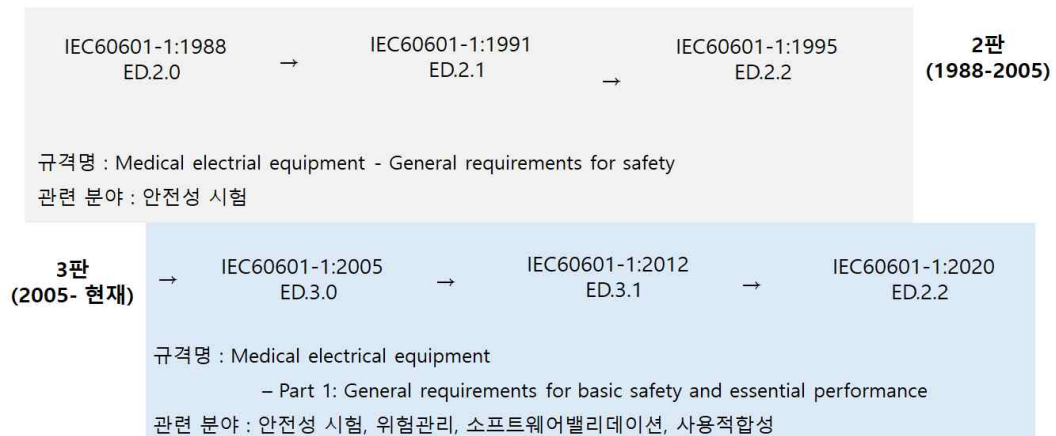 IEC60601-1:1988 → IEC60601-1:1991 → IEC60601-1:1995 2판
ED.2.0 ED.2.1 ED.2.2 (1988-2005)
규격명 : Medical electrial equipment - General requirements for safety
관련 분야 : 안전성 시험
3판 → IEC60601-1:2005 → IEC60601-1:2012 → IEC60601-1:2020
(2005- 현재) ED.3.0 ED.3.1 ED.2.2
규격명 : Medical electrical equipment
– Part 1: General requirements for basic safety and essential performance
관련 분야 : 안전성 시험, 위험관리, 소프트웨어밸리데이션, 사용적합성